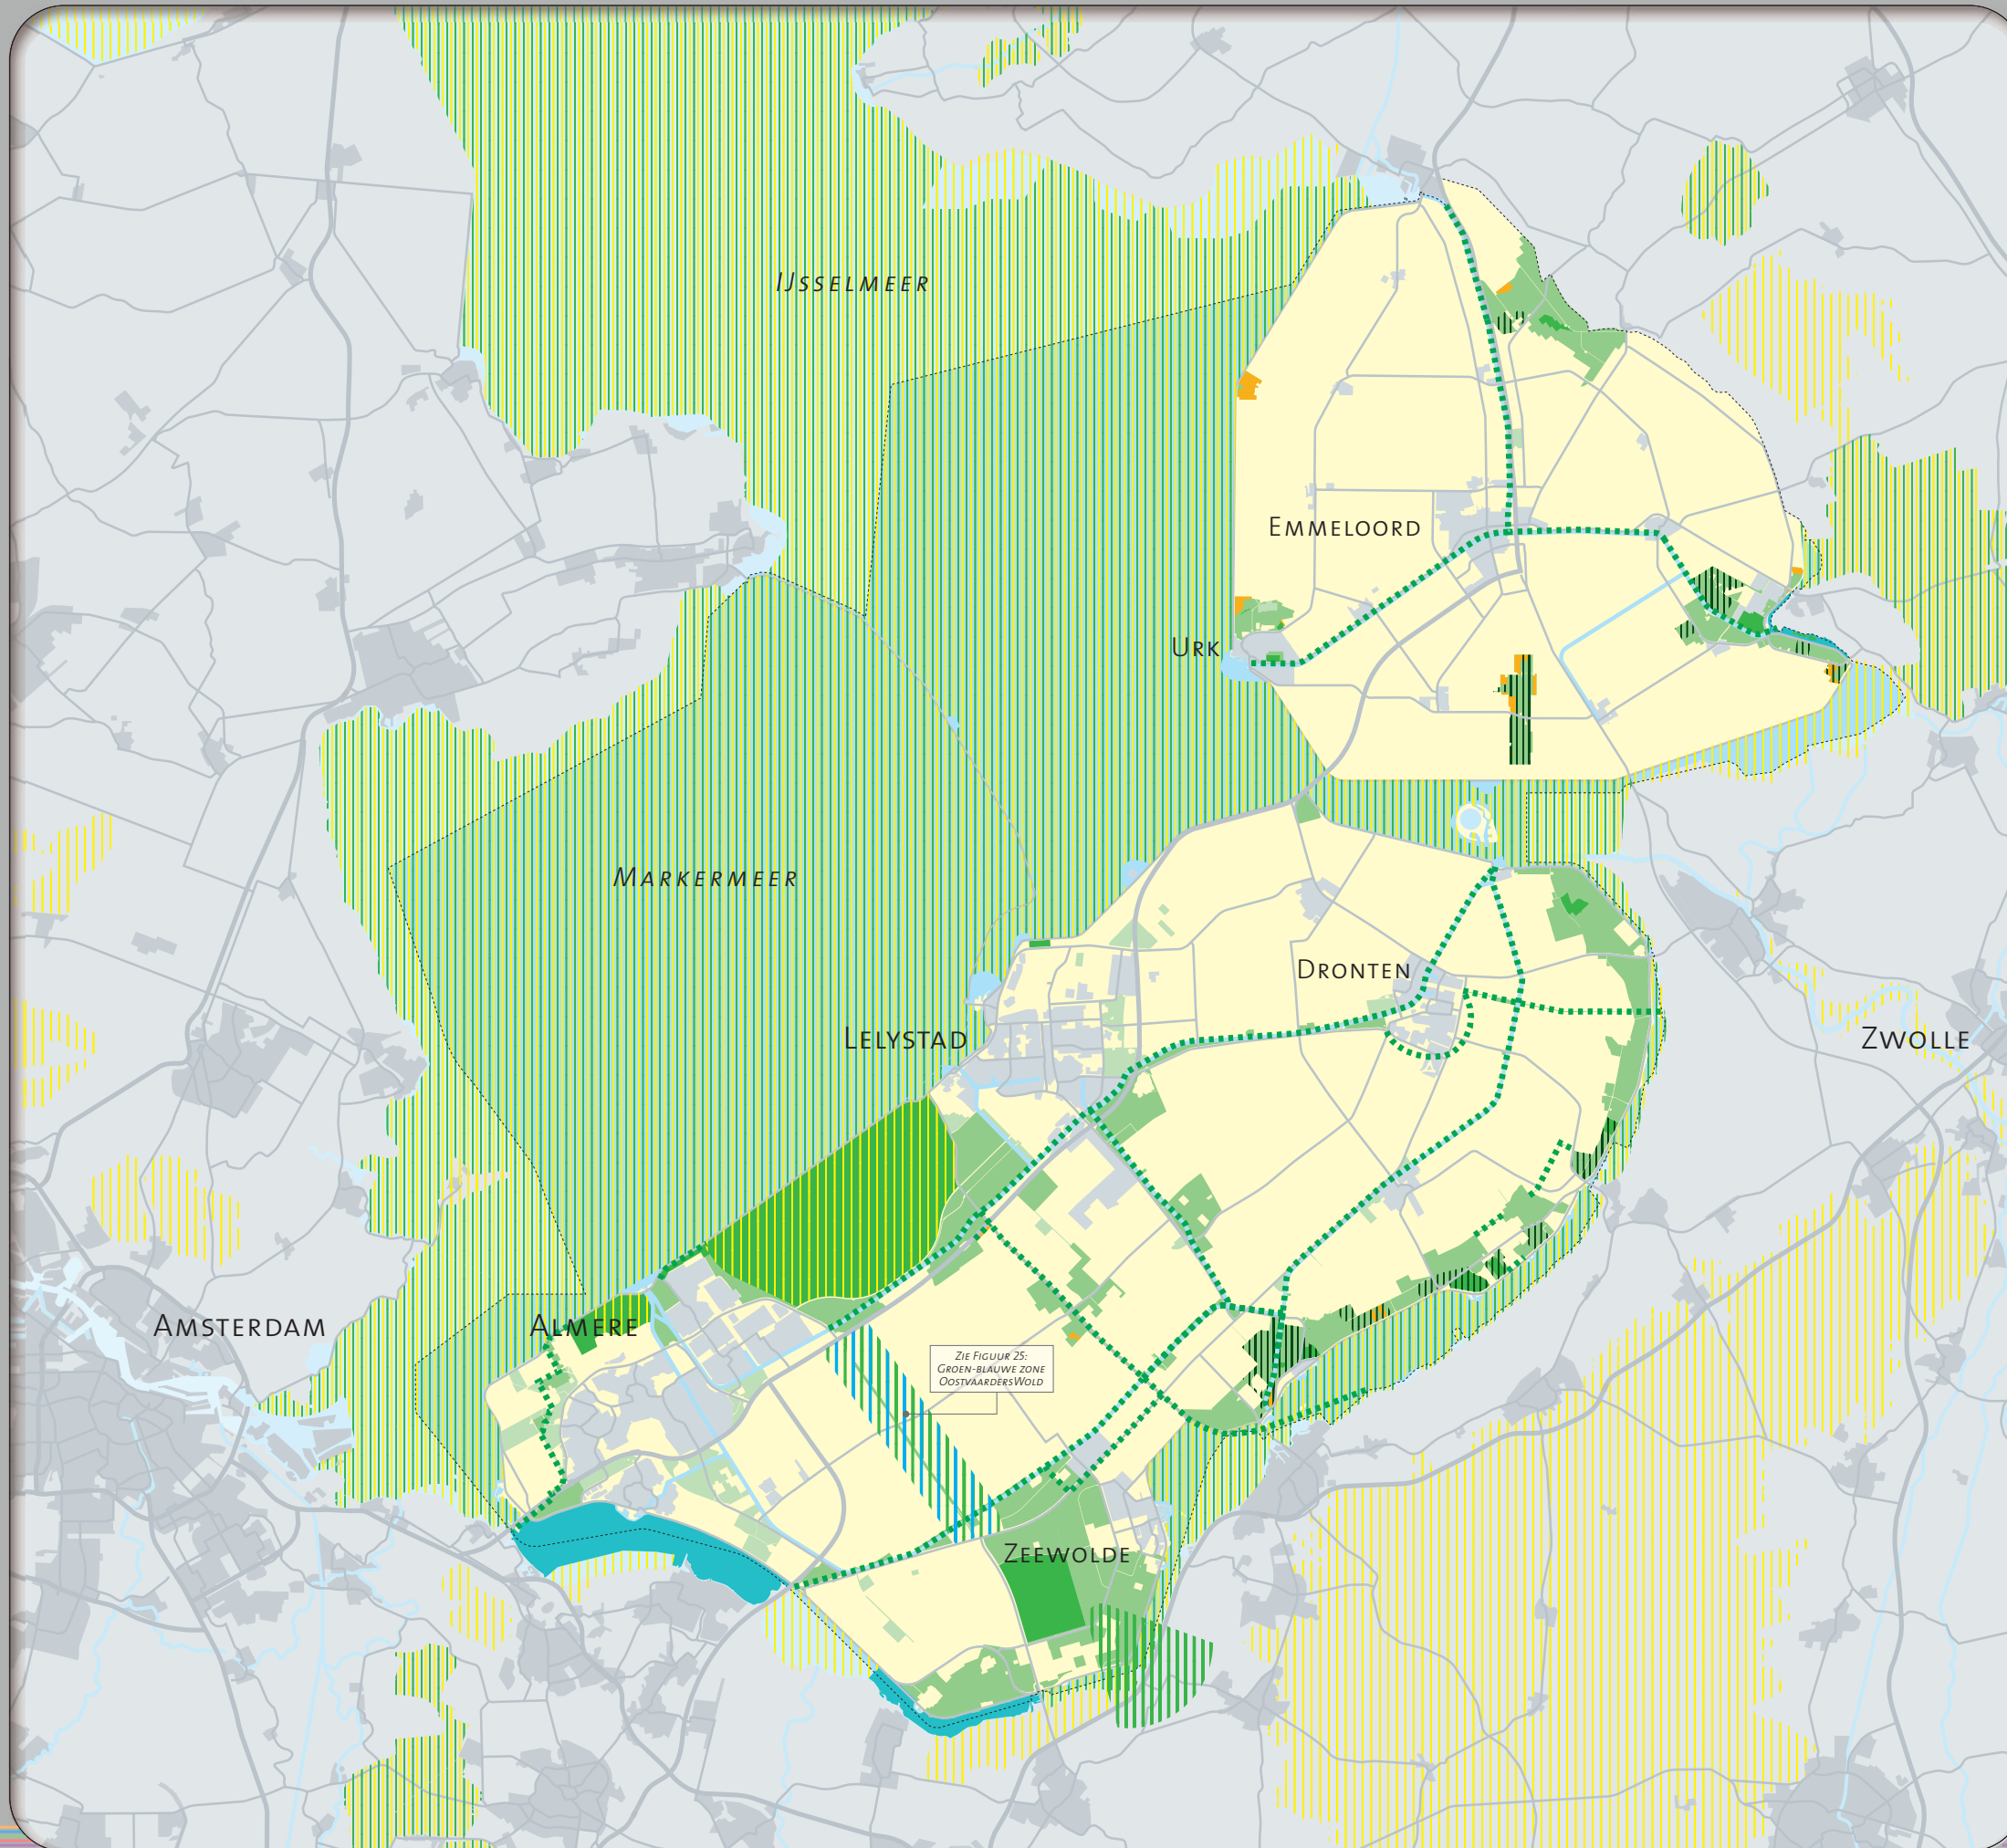 IJSSELMEER
EMMELOORD
URK
MARKERMEER
DRONTEN
LELYSTAD
ZWOLLE
AMSTERDAM
ALMERE
ZIE FIGUUR 25:
GROEN-BLAUWE ZONE
OOSTVAARDERSWOLD
ZEEWOLDE